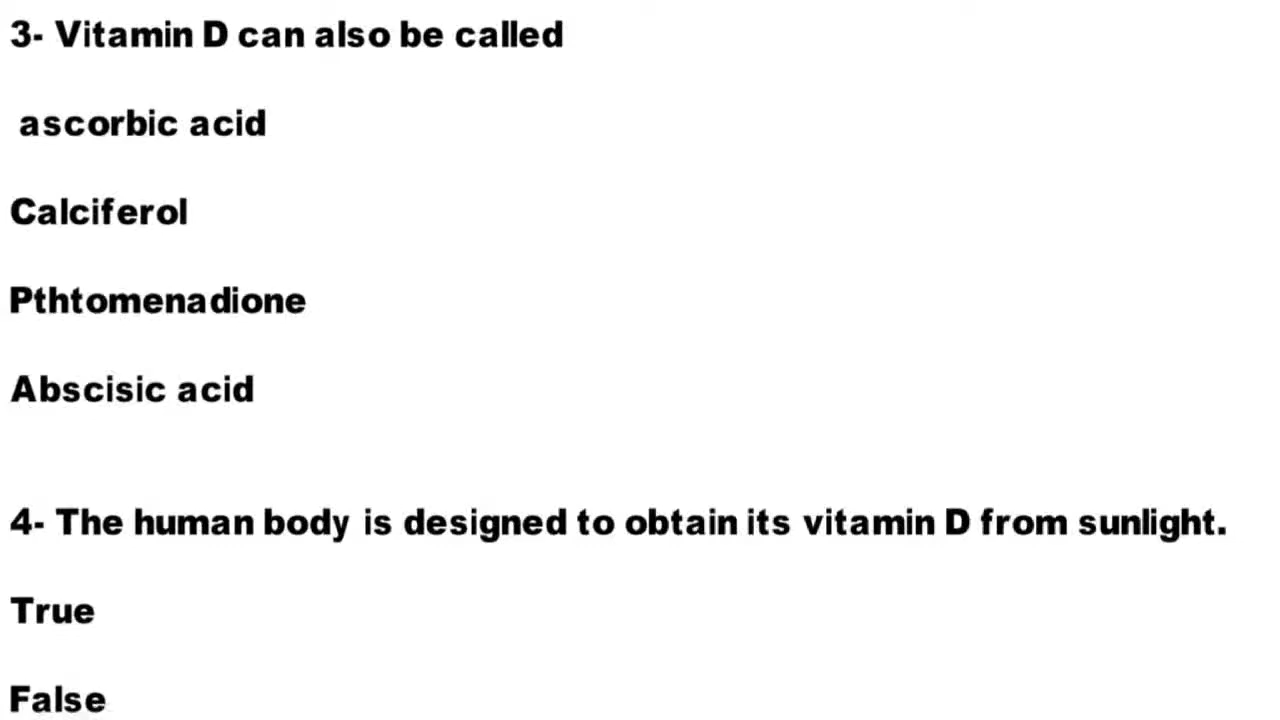 3- Vitamin D can also be called
ascorbic acid
Calciferol
Pthtomenadione
Abscisic acid
4- The human body is designed to obtain its vitamin D from sunlight.
True
False